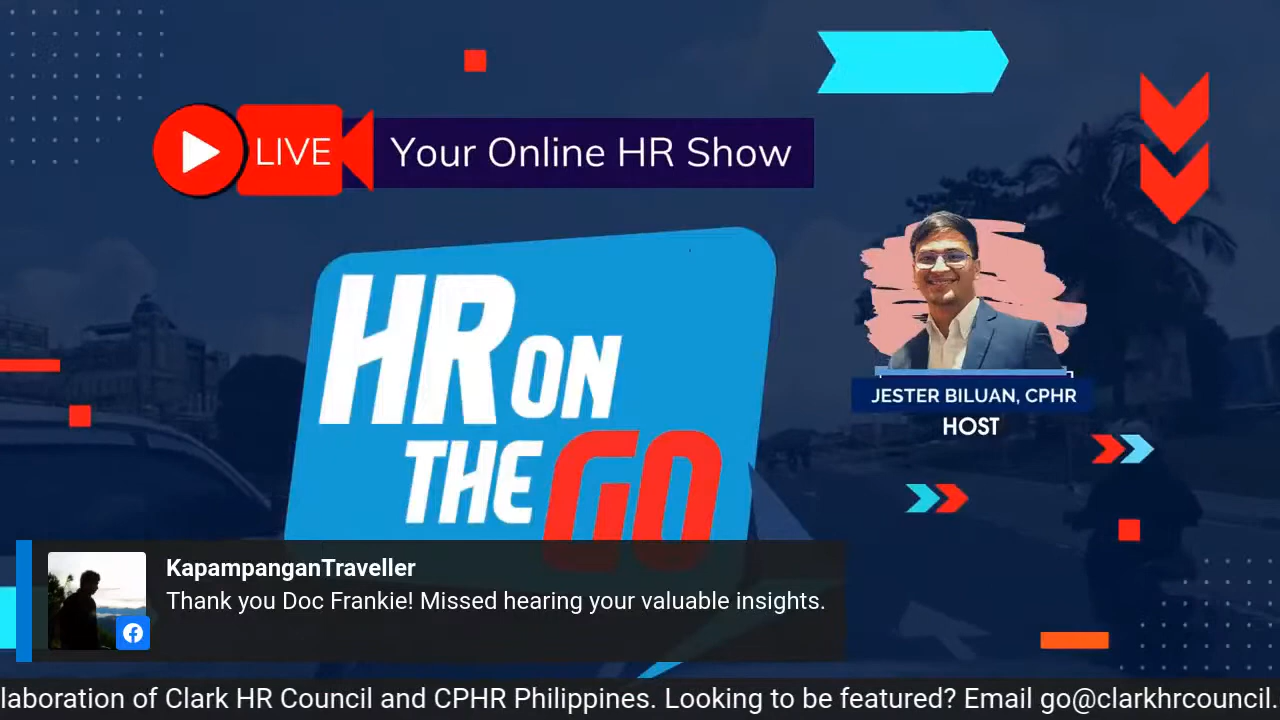 LIVE Your Online HR Show
HR ON
THE GO
JESTER BILUAN, CPHR
HOST
KapampanganTraveller
Thank you Doc Frankie! Missed hearing your valuable insights.
laboration of Clark HR Council and CPHR Philippines. Looking to be featured? Email go@clarkhrcouncil.